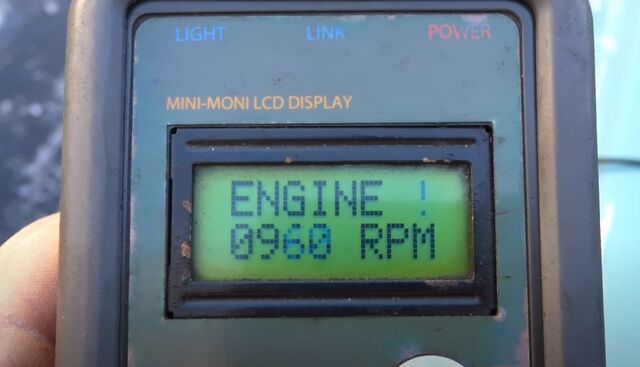 LIGHT LINK POWER
MINI-MONI LCD DISPLAY
ENGINE !
0960 RPM